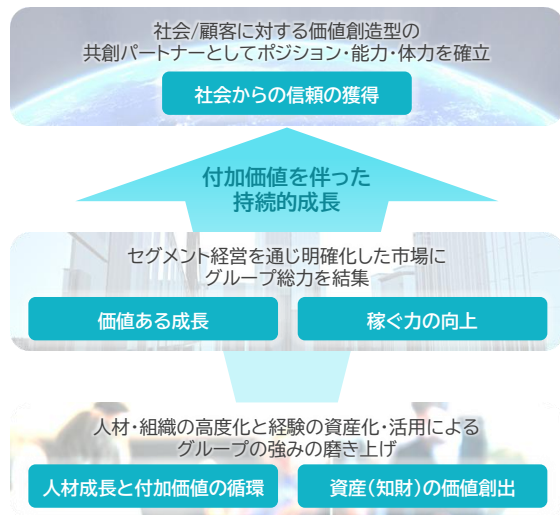 社会/顧客に対する価値創造型の
共創パートナーとしてポジション・能力・体力を確立
社会からの信頼の獲得
付加価値を伴った
持続的成長
セグメント経営を通じ明確化した市場に
グループ総力を結集
価値ある成長
稼ぐ力の向上
人材・組織の高度化と経験の資産化・活用による
グループの強みの磨き上げ
人材成長と付加価値の循環
資産(知財)の価値創出